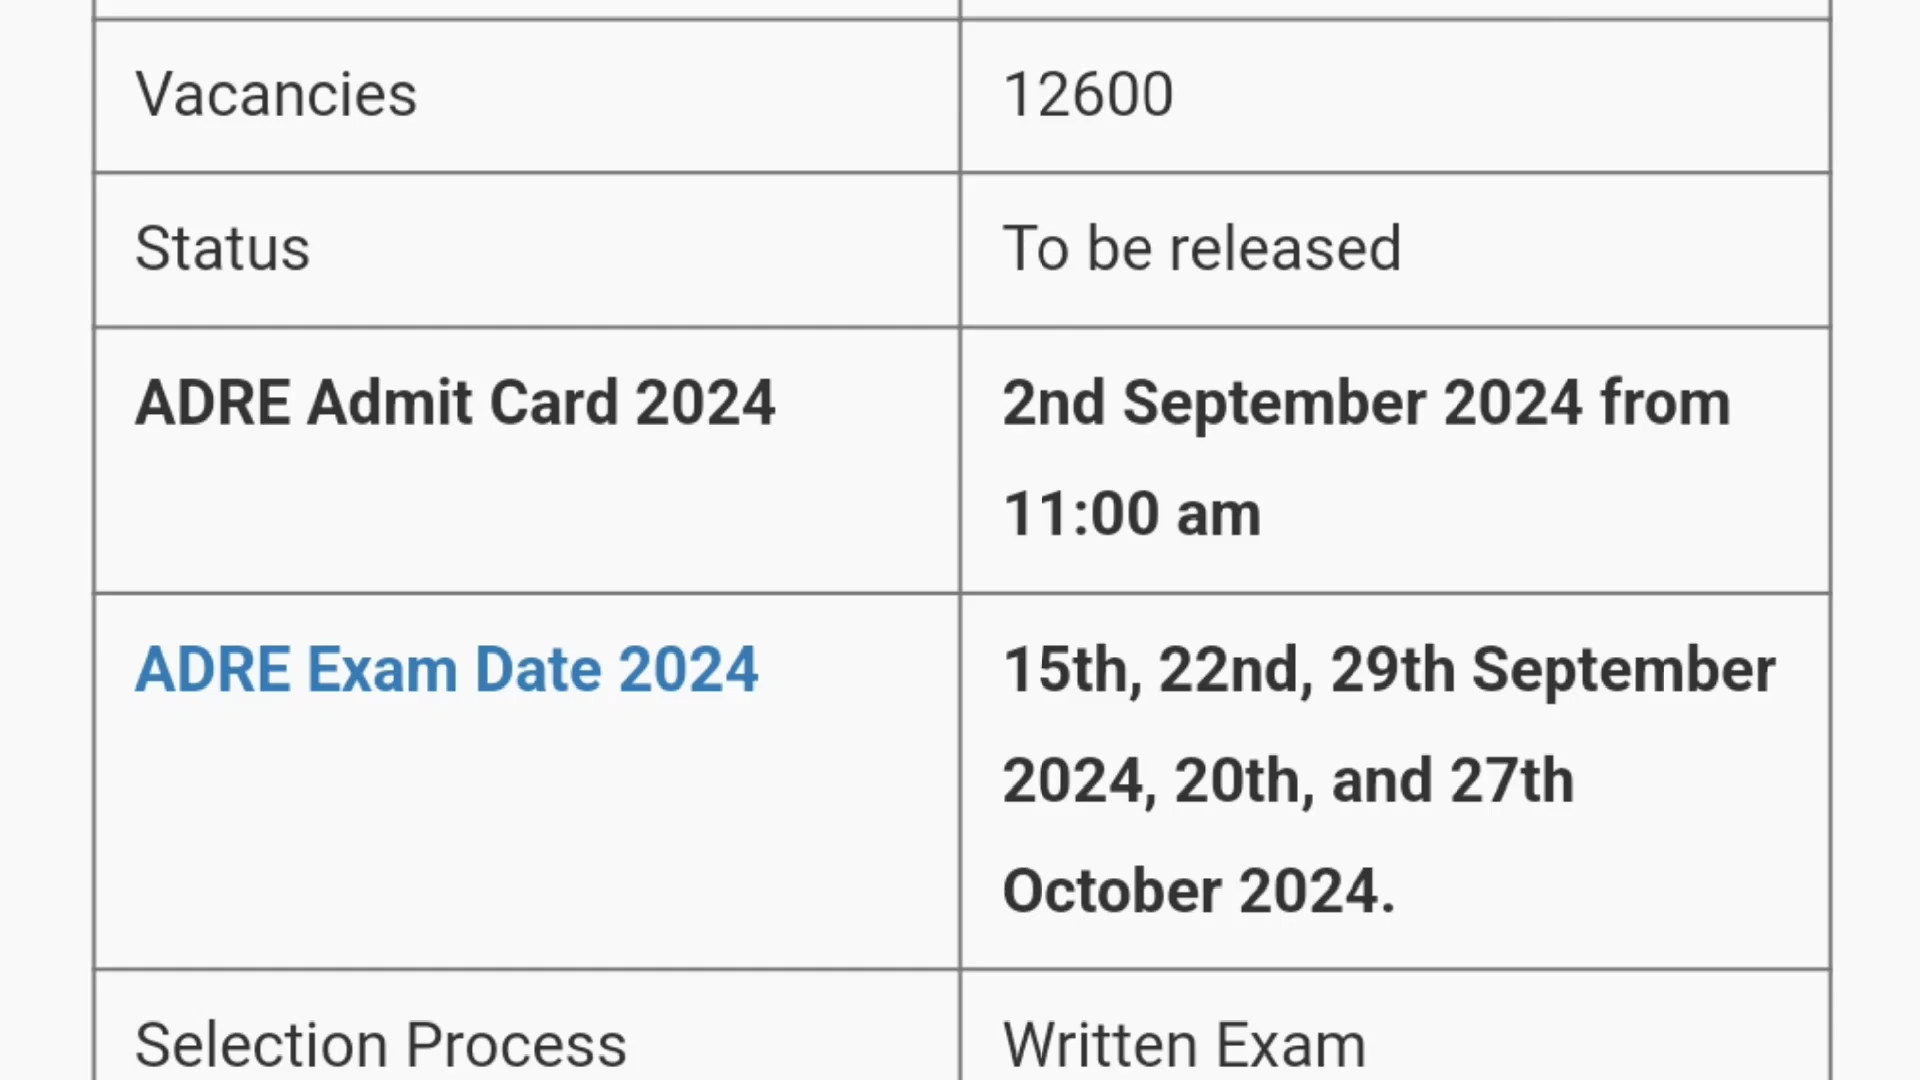 Vacancies 12600
Status To be released
ADRE Admit Card 2024 2nd September 2024 from
11:00 am
ADRE Exam Date 2024 15th, 22nd, 29th September
2024, 20th, and 27th
October 2024.
Selection Process Written Exam